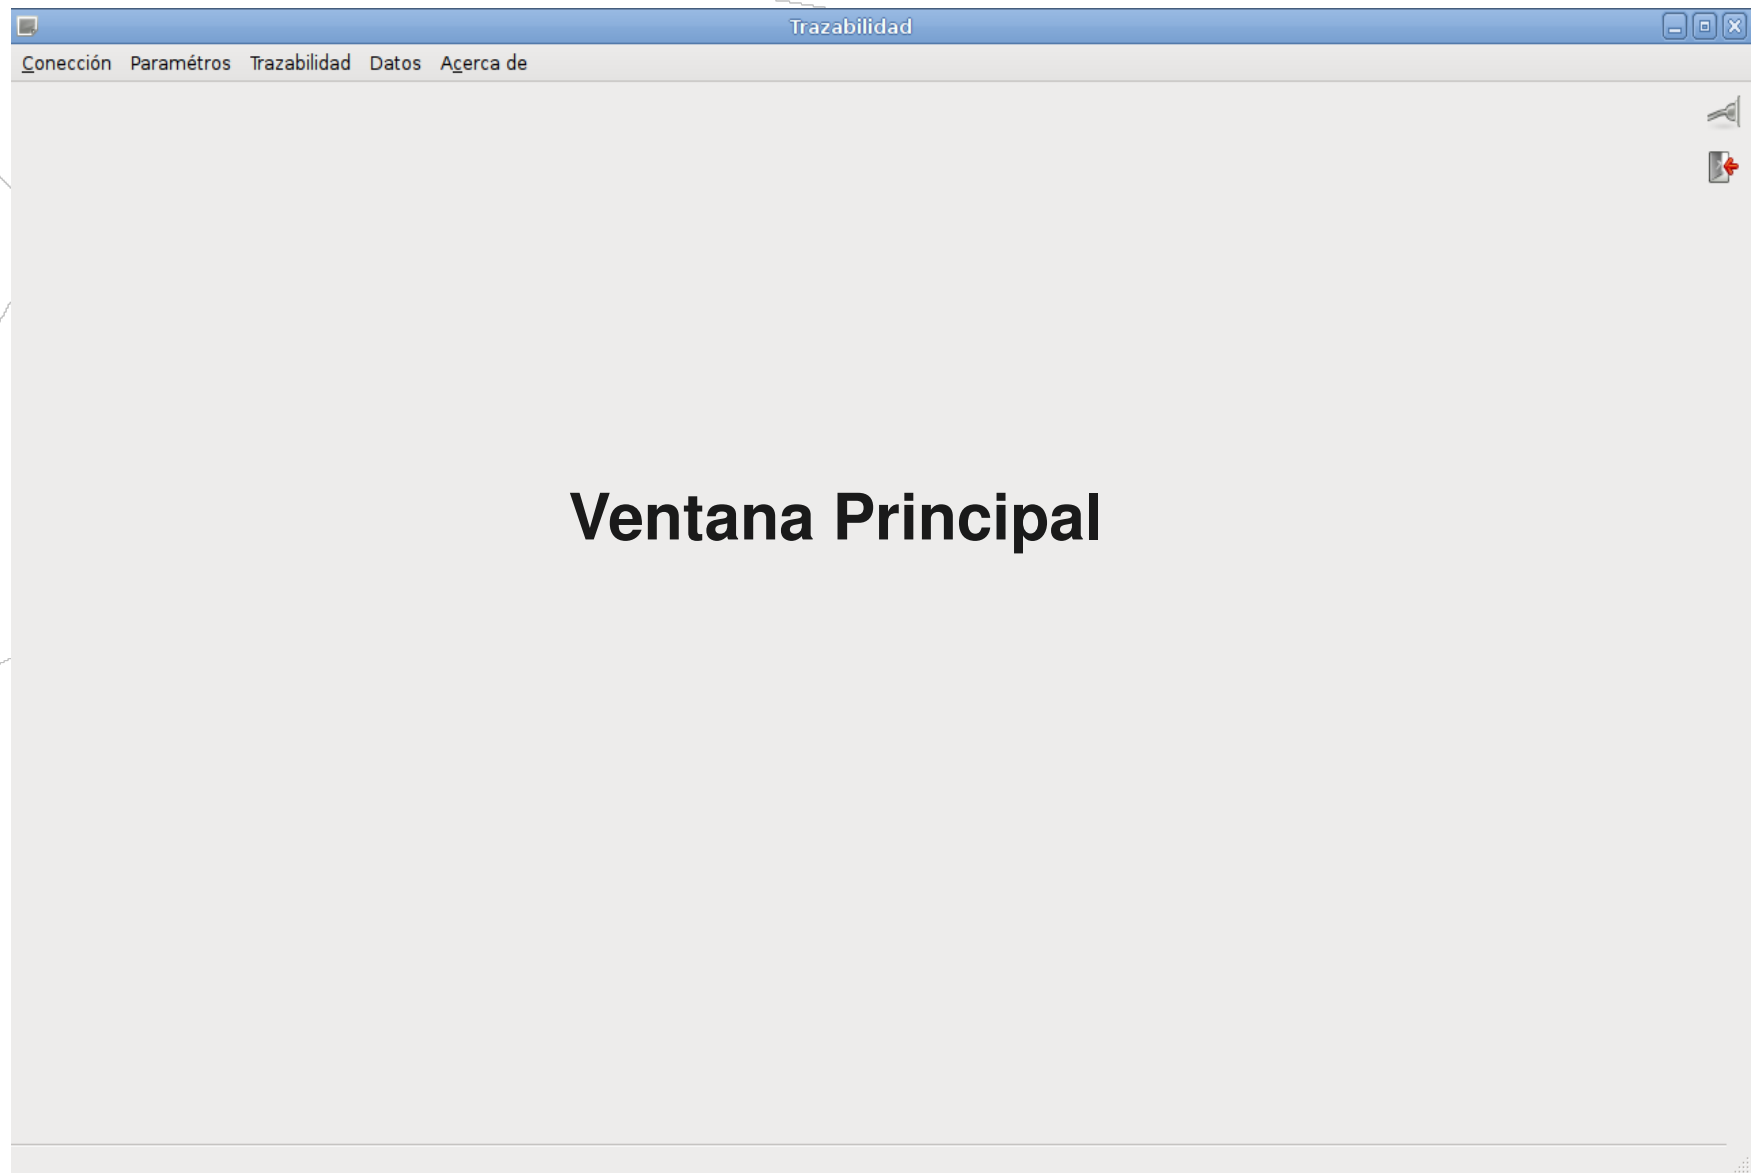 Trazabilidad
Conección Paramétros Trazabilidad Datos Acerca de
Ventana Principal